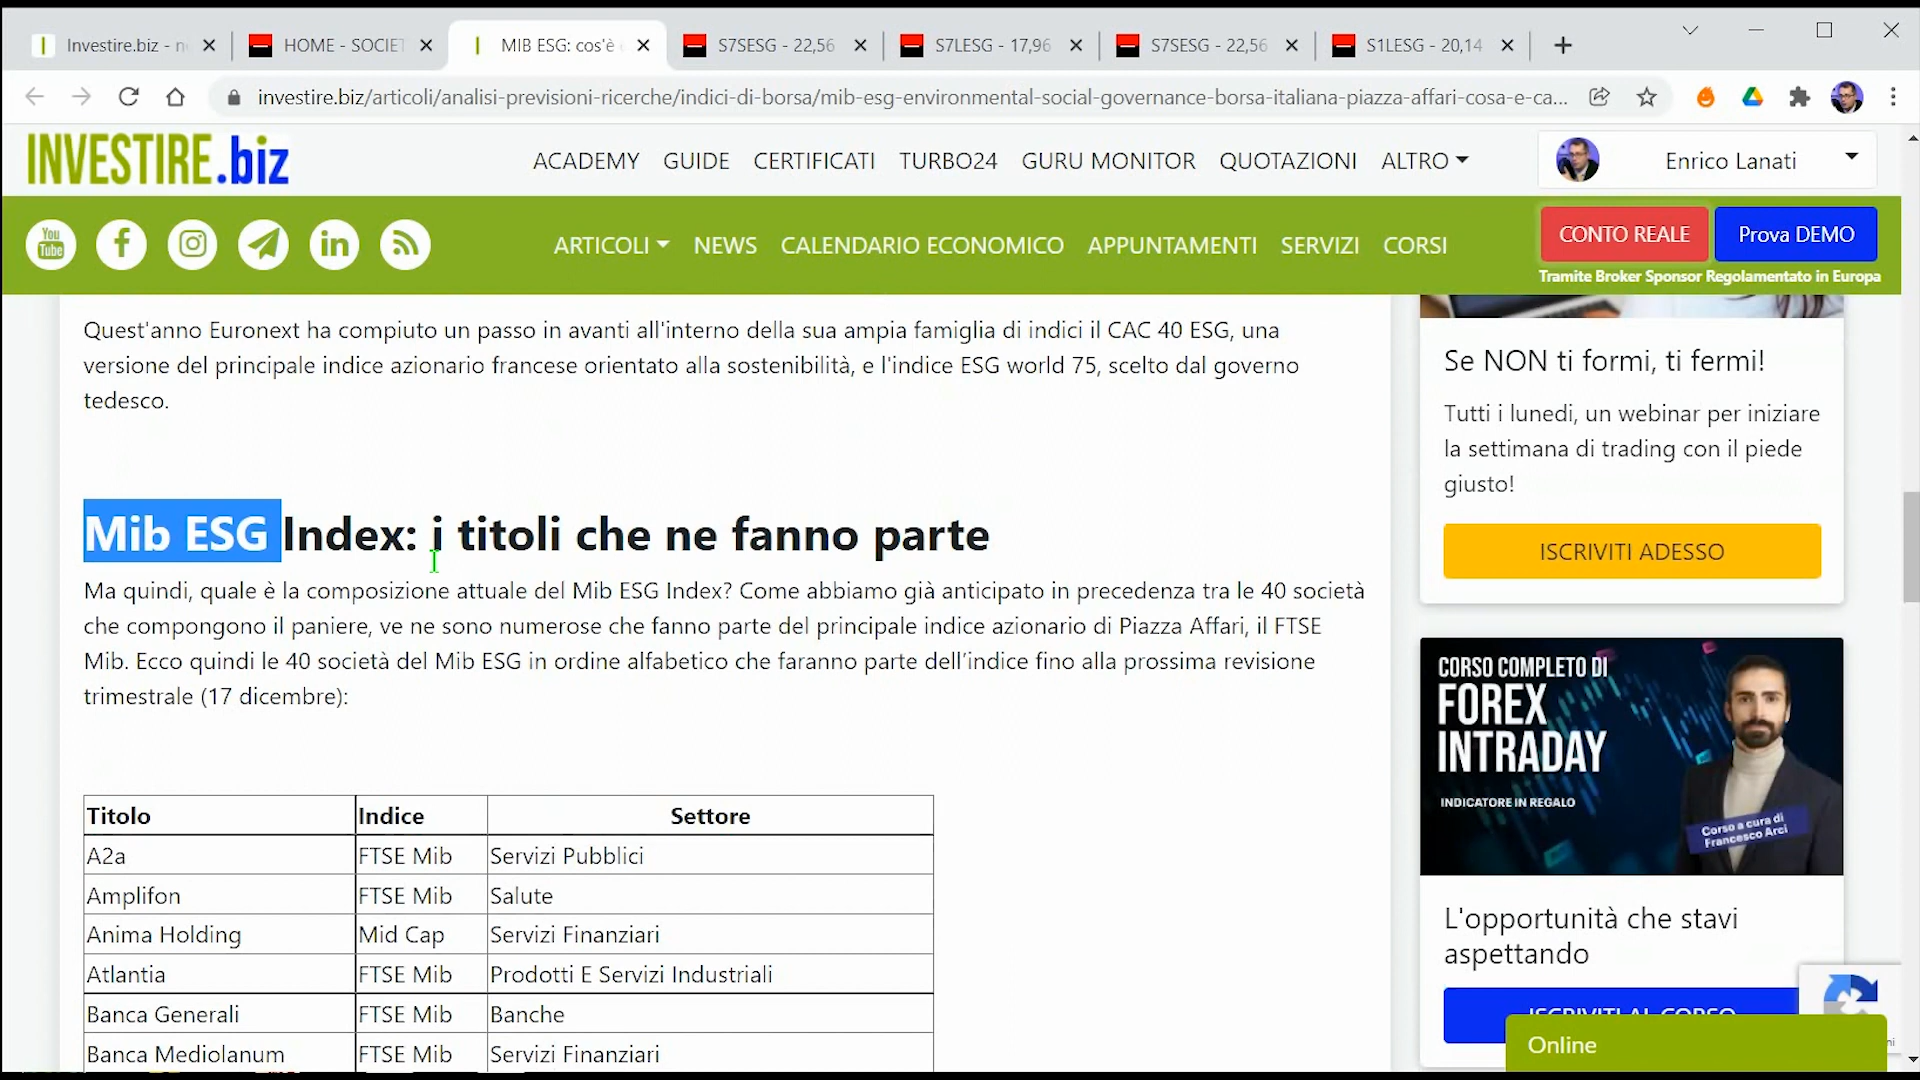 Investire.biz - n
HOME - SOCIET
MIB ESG: cos'è
S7SESG - 22,56
S7LESG - 17,96
S7SESG - 22,56
S1LESG - 20,14
investire.biz/articoli/analisi-previsioni-ricerche/indici-di-borsa/mib-esg-environmental-social-governance-borsa-italiana-piazza-affari-cosa-e-ca...
INVESTIRE.biz
ACADEMY GUIDE CERTIFICATI TURBO24 GURU MONITOR QUOTAZIONI ALTRO
Enrico Lanati
You
Tube
ARTICOLI NEWS CALENDARIO ECONOMICO APPUNTAMENTI SERVIZI CORSI
CONTO REALE
Prova DEMO
Tramite Broker Sponsor Regolamentato in Europa
Quest'anno Euronext ha compiuto un passo in avanti all'interno della sua ampia famiglia di indici il CAC 40 ESG, una
versione del principale indice azionario francese orientato alla sostenibilità, e l'indice ESG world 75, scelto dal governo
tedesco.
Mib ESG Index: i titoli che ne fanno parte
Ma quindi, quale è la composizione attuale del Mib ESG Index? Come abbiamo già anticipato in precedenza tra le 40 società
che compongono il paniere, ve ne sono numerose che fanno parte del principale indice azionario di Piazza Affari, il FTSE
Mib. Ecco quindi le 40 società del Mib ESG in ordine alfabetico che faranno parte dell'indice fino alla prossima revisione
trimestrale (17 dicembre):
Titolo Indice Settore
A2a FTSE Mib Servizi Pubblici
Amplifon FTSE Mib Salute
Anima Holding Mid Cap Servizi Finanziari
Atlantia FTSE Mib Prodotti E Servizi Industriali
Banca Generali FTSE Mib Banche
Banca Mediolanum FTSE Mib Servizi Finanziari
Se NON ti formi, ti fermi!
Tutti i lunedi, un webinar per iniziare
la settimana di trading con il piede
giusto!
ISCRIVITI ADESSO
CORSO COMPLETO DI
FOREX
INTRADAY
INDICATORE IN REGALO
Corso a cura di
Francesco Arci
L'opportunità che stavi
aspettando
ISCRIVITI AL CORSO
Online